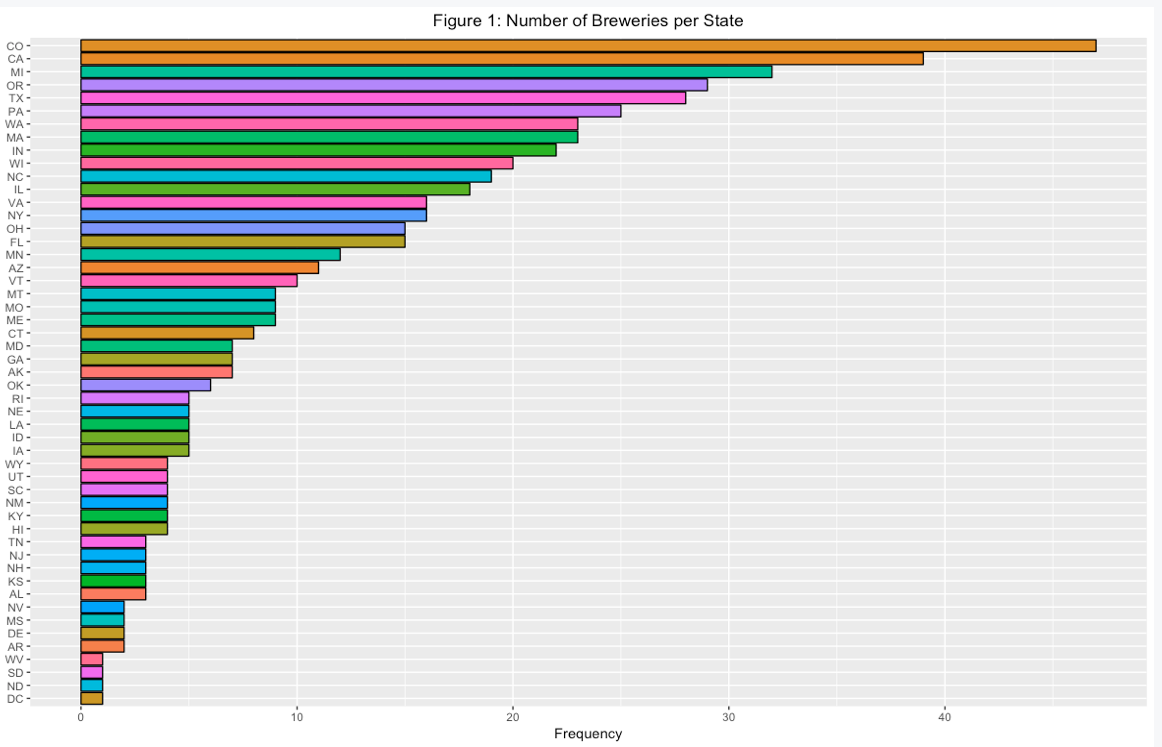 Figure 1: Number of Breweries per State
CO
CA
MI
OR
TX
PA
WA
MA
IN
WI
NC
IL
VA
NY
OH
FL
MN
AZ
VT
MT
MO
ME
CT
MD
GA
AK
OK
RI
NE
LA
ID
IA
WY
UT
SC
NM
KY
HI
TN
NJ
NH
KS
AL
NV
MS
DE
AR
WV
SD
ND
DC
0 10 20 30 40
Frequency